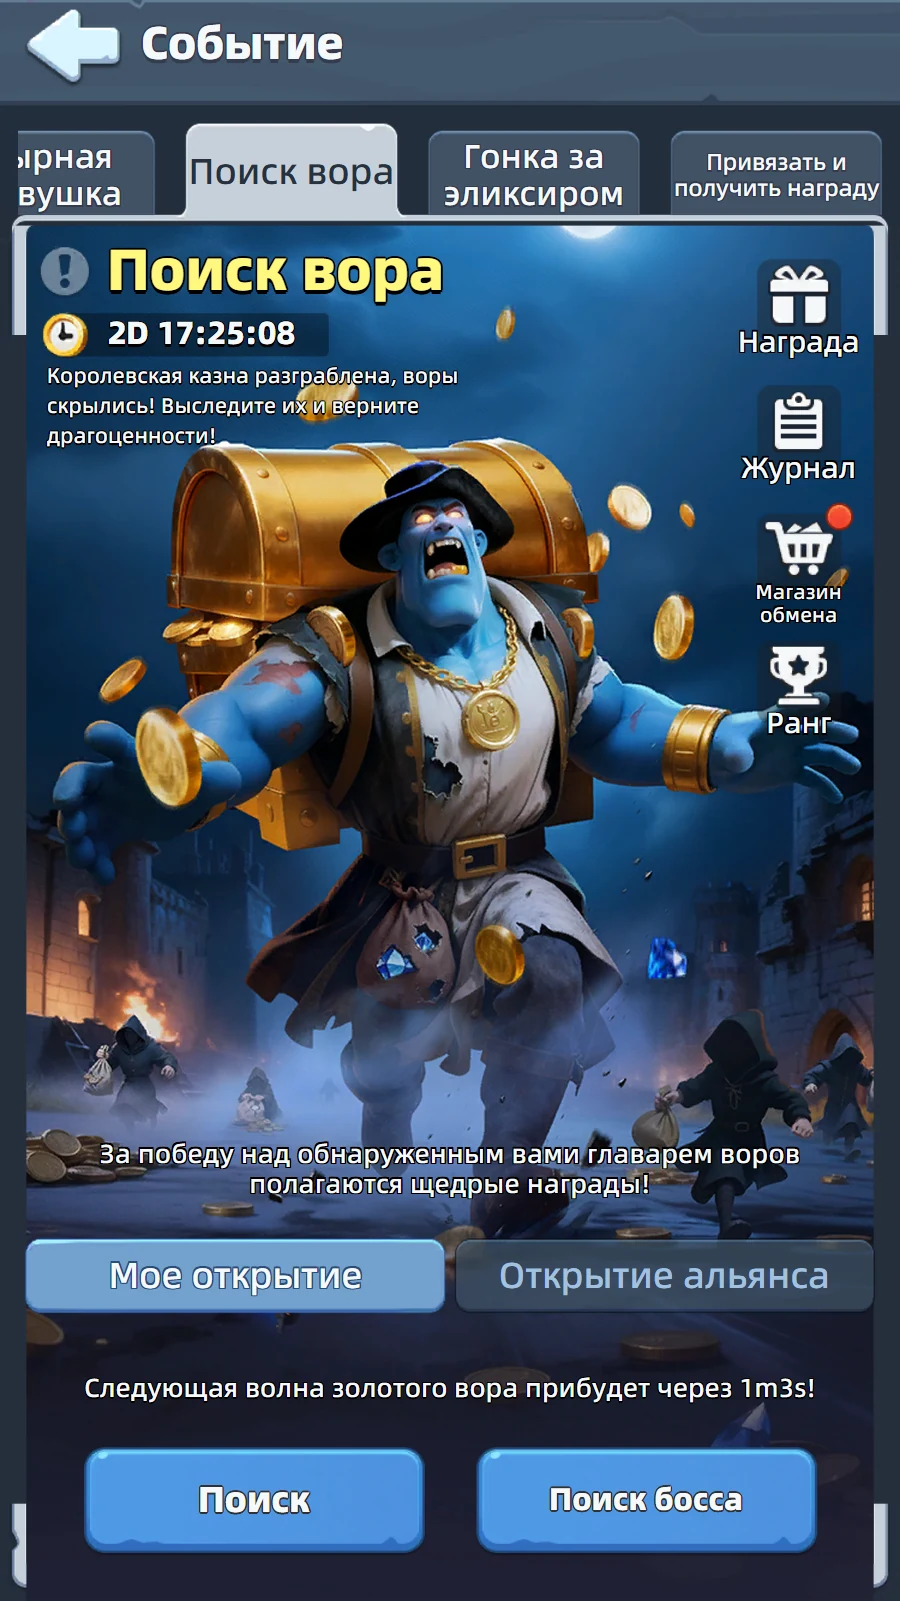 Событие
ырная
вушка
Поиск вора
Гонка за
эликсиром
Привязать и
получить награду
Поиск вора
2D 17:25:08
Королевская казна разграблена, воры
скрылись! Выследите их и верните
драгоценности!
Награда
Журнал
Магазин
обмена
Ранг
За победу над обнаруженным вами главарем воров
полагаются щедрые награды!
Мое открытие
Открытие альянса
Следующая волна золотого вора прибудет через 1m3s!
Поиск
Поиск босса